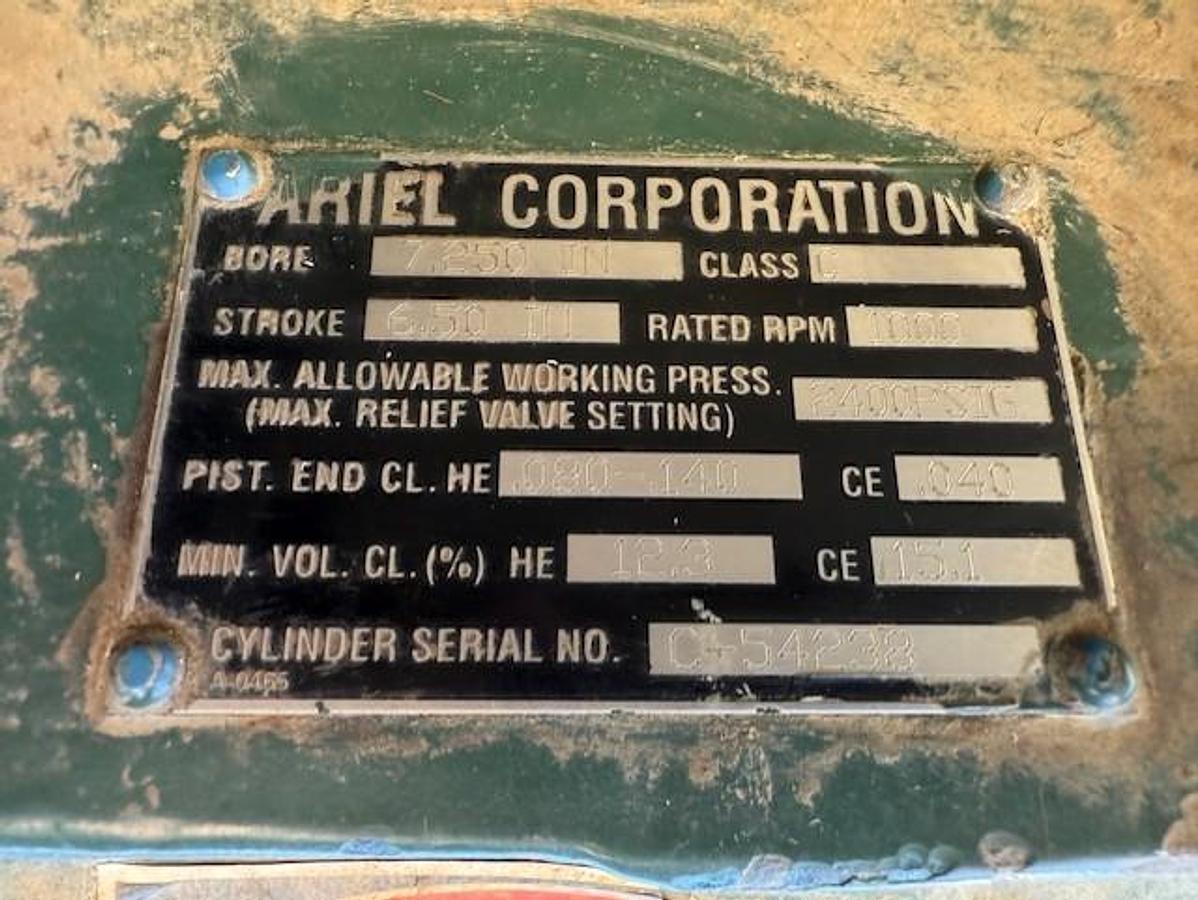 ARIEL CORPORATION
BORE 7.250 IN CLASS C
STROKE 6.50 IN RATED RPM 1000
MAX. ALLOWABLE WORKING PRESS. 2400PSIG
(MAX. RELIEF VALVE SETTING)
PIST. END CL. HE .080-.140 CE .040
MIN. VOL. CL. (%) HE 12.3 CE 15.1
CYLINDER SERIAL NO. C-54238
A-0465